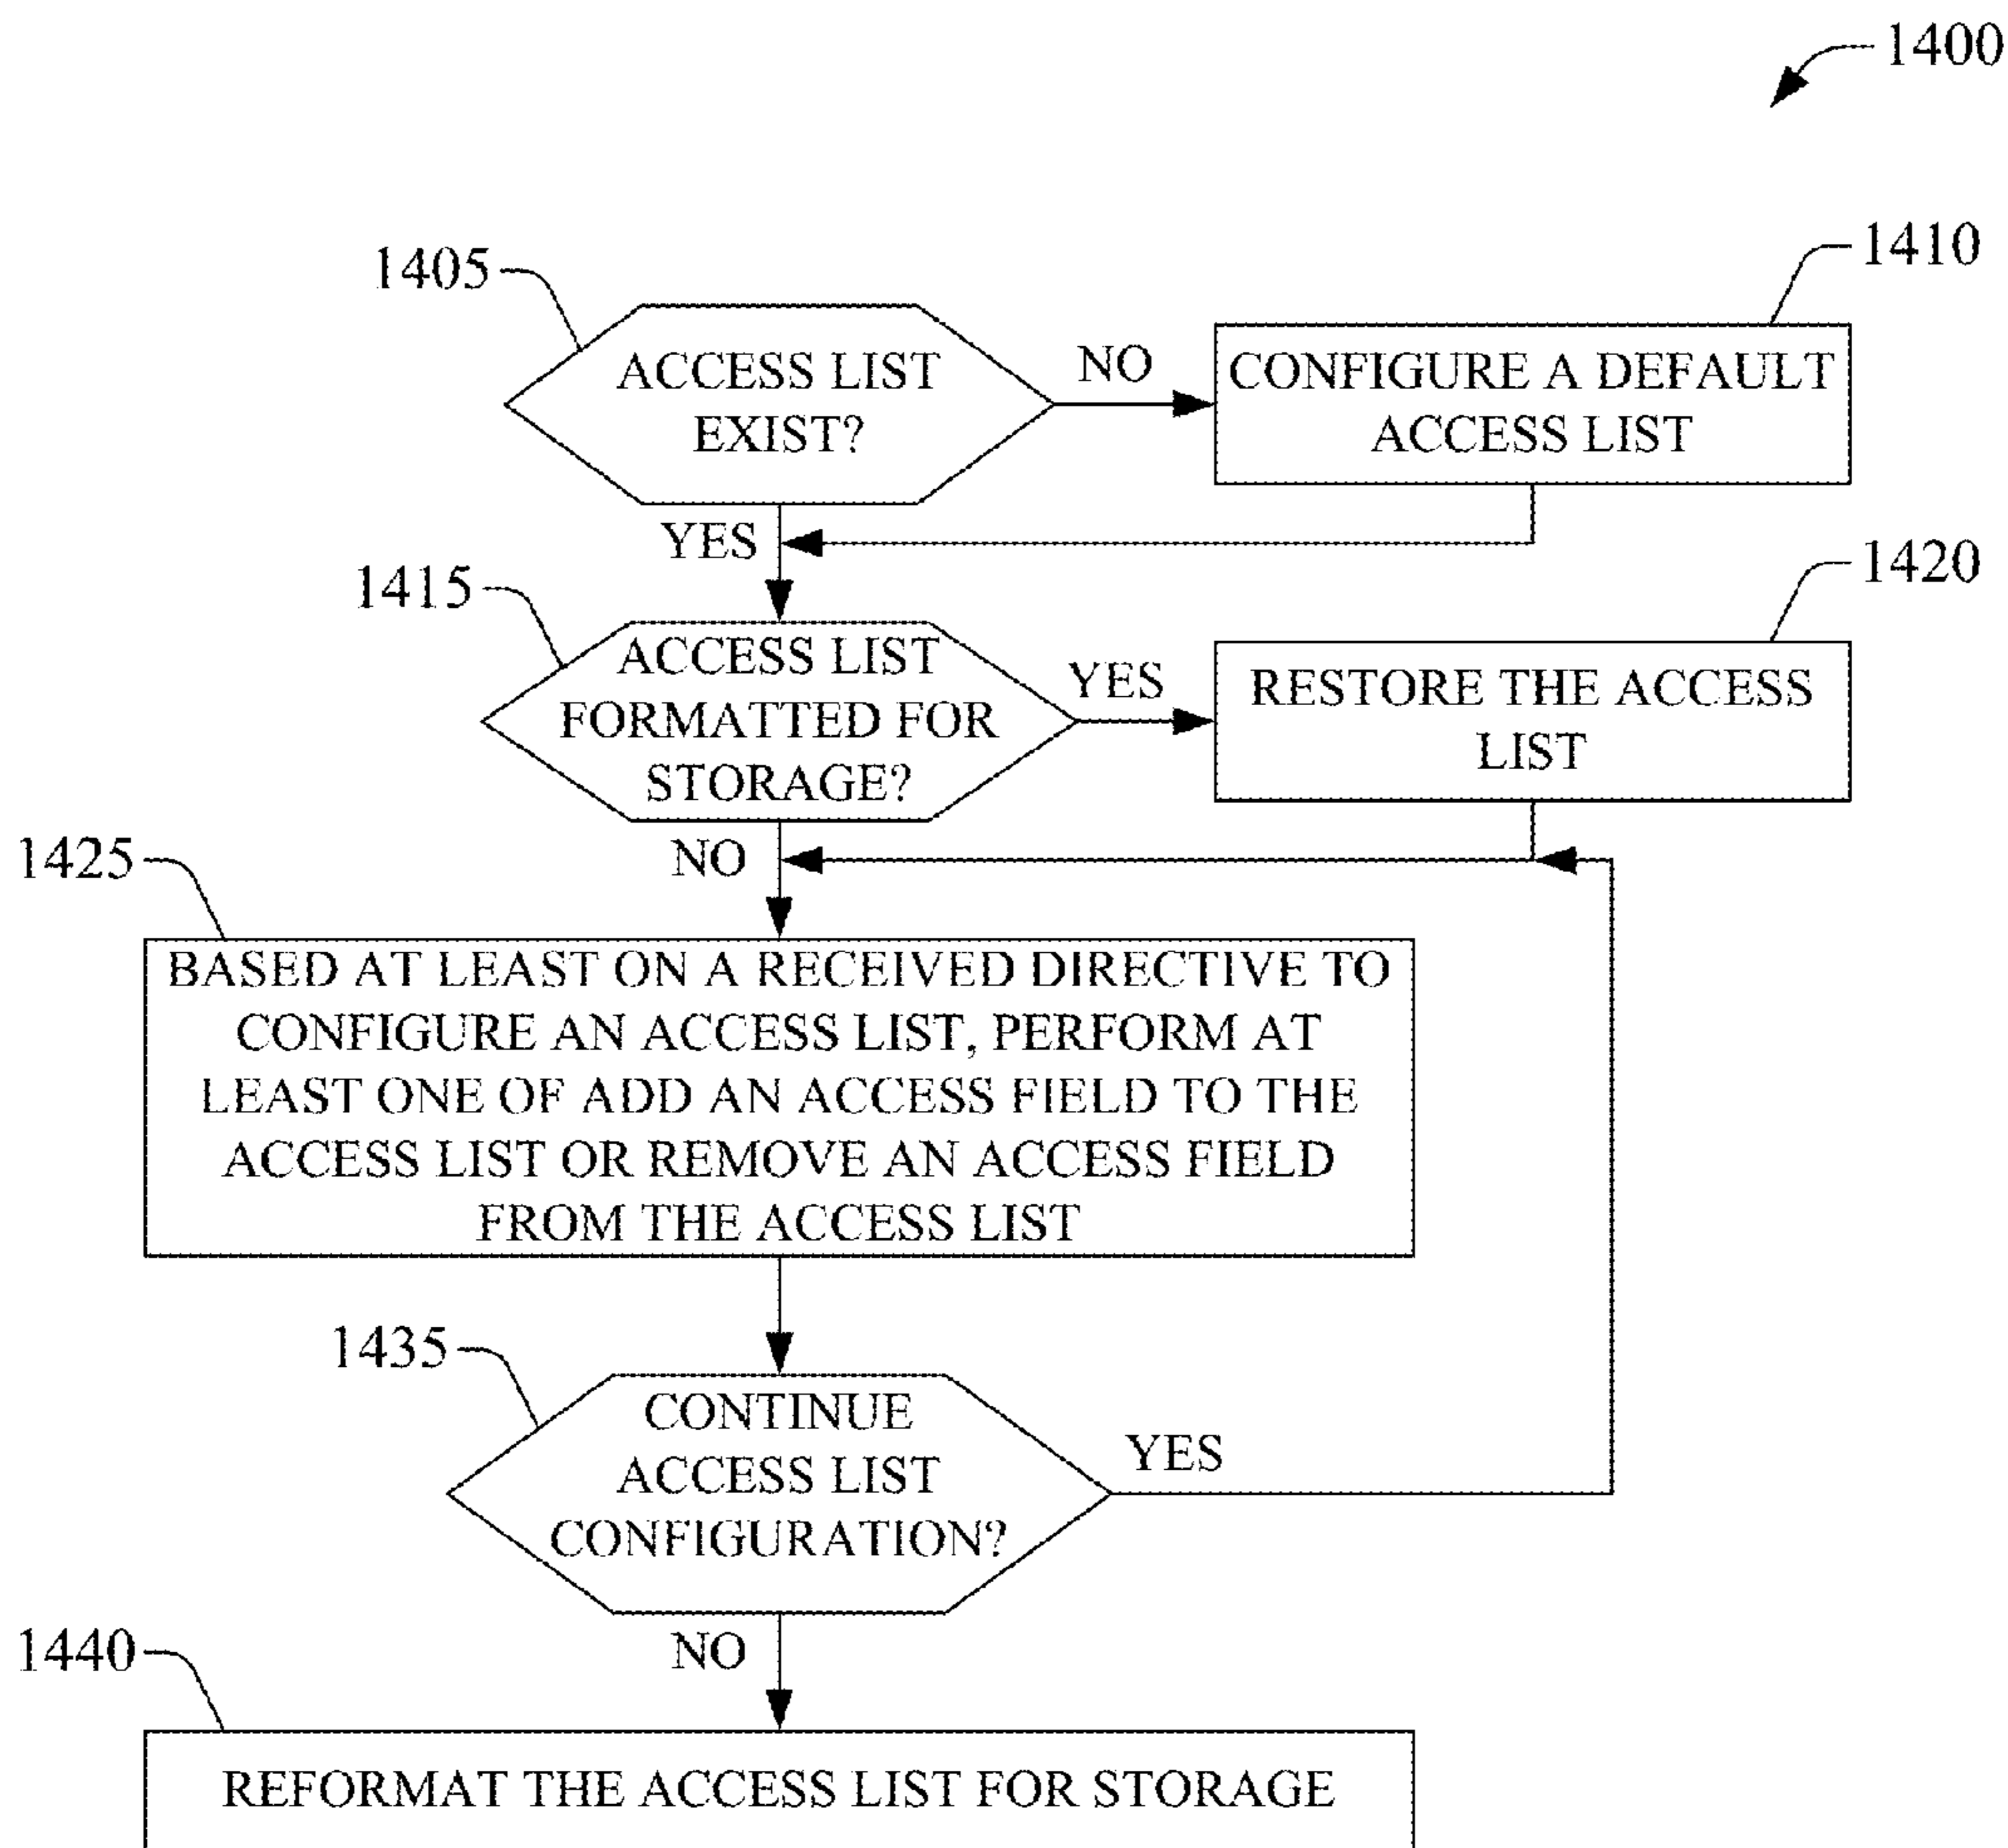 1400
1405
1410
ACCESS LIST
EXIST?
NO
CONFIGURE A DEFAULT
ACCESS LIST
YES
1415
1420
ACCESS LIST
FORMATTED FOR
STORAGE?
YES
RESTORE THE ACCESS
LIST
NO
1425
BASED AT LEAST ON A RECEIVED DIRECTIVE TO
CONFIGURE AN ACCESS LIST, PERFORM AT
LEAST ONE OF ADD AN ACCESS FIELD TO THE
ACCESS LIST OR REMOVE AN ACCESS FIELD
FROM THE ACCESS LIST
1435
CONTINUE
ACCESS LIST
CONFIGURATION?
YES
NO
1440
REFORMAT THE ACCESS LIST FOR STORAGE